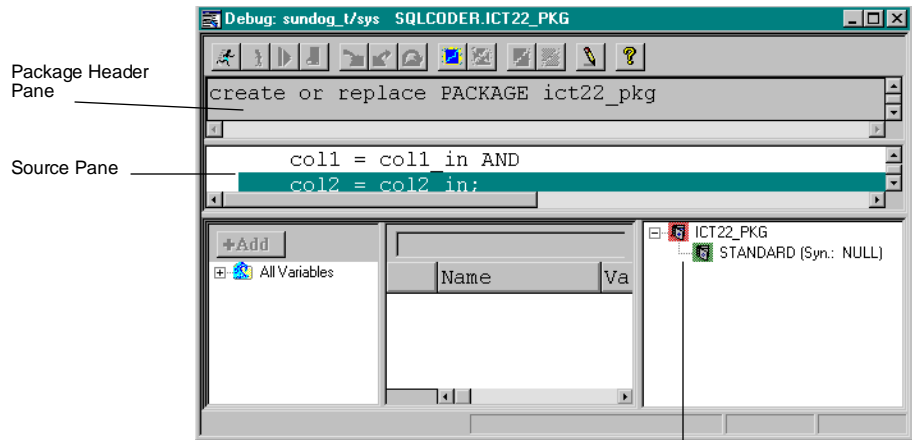 Debug: sundog_t/sys SQLCODER.ICT22_PKG
Package Header
Pane
create or replace PACKAGE ict22_pkg
Source Pane
col1 = col1_in AND
col2 = col2_in;
+Add
All Variables
Name
Va
ICT22_PKG
STANDARD (Syn.: NULL)